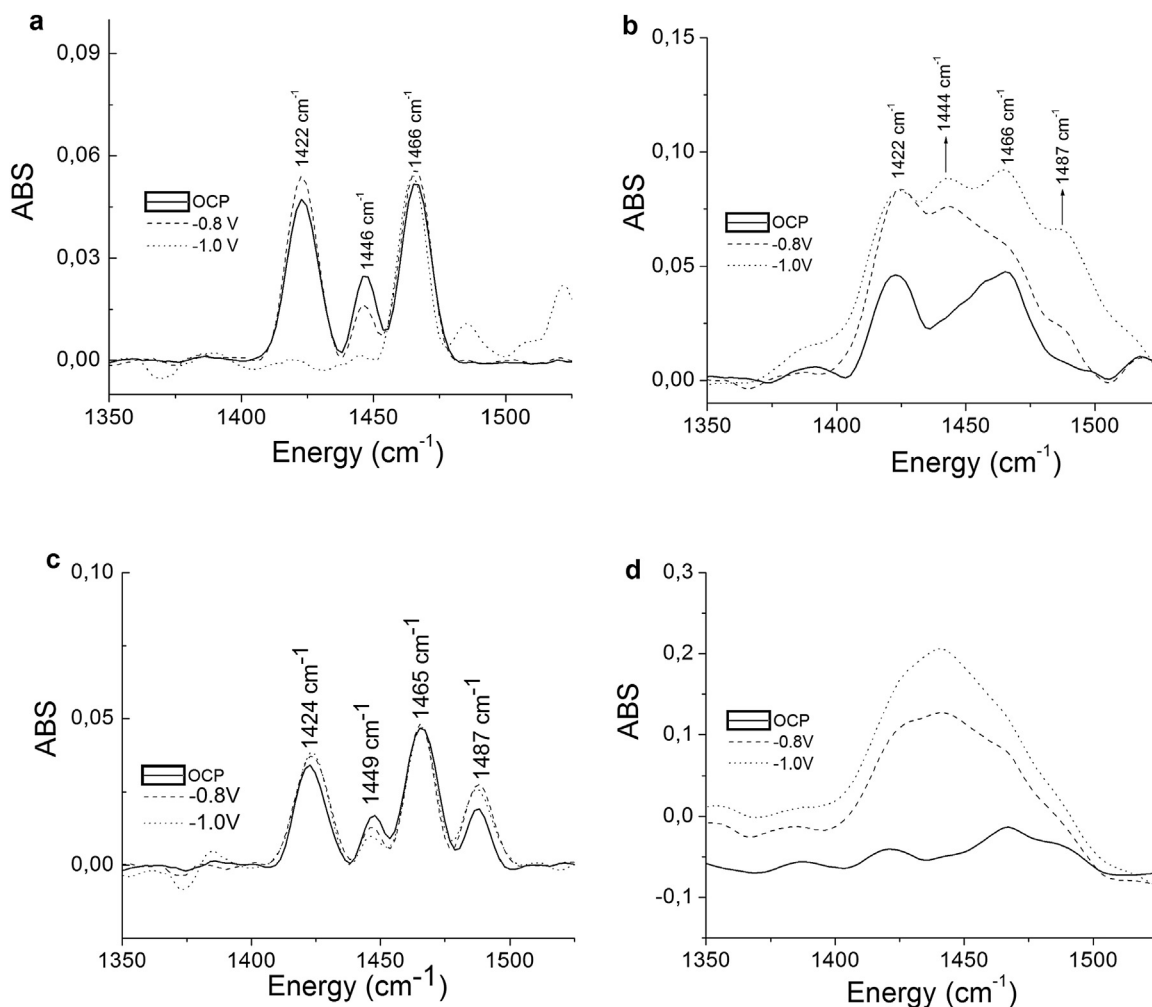 a
ABS
0,09
0,06
0,03
0,00
1422 cm⁻¹
1446 cm⁻¹
1466 cm⁻¹
OCP
-0.8 V
-1.0 V
1350 1400 1450 1500
Energy (cm⁻¹)
b
ABS
0,15
0,10
0,05
0,00
1422 cm⁻¹
1444 cm⁻¹
1466 cm⁻¹
1487 cm⁻¹
OCP
-0.8V
-1.0V
1350 1400 1450 1500
Energy (cm⁻¹)
c
ABS
0,10
0,05
0,00
1424 cm⁻¹
1449 cm⁻¹
1465 cm⁻¹
1487 cm⁻¹
OCP
-0.8V
-1.0V
1350 1400 1450 1500
Energy (cm⁻¹)
d
ABS
0,3
0,2
0,1
0,0
-0,1
OCP
-0.8V
-1.0V
1350 1400 1450 1500
Energy (cm⁻¹)